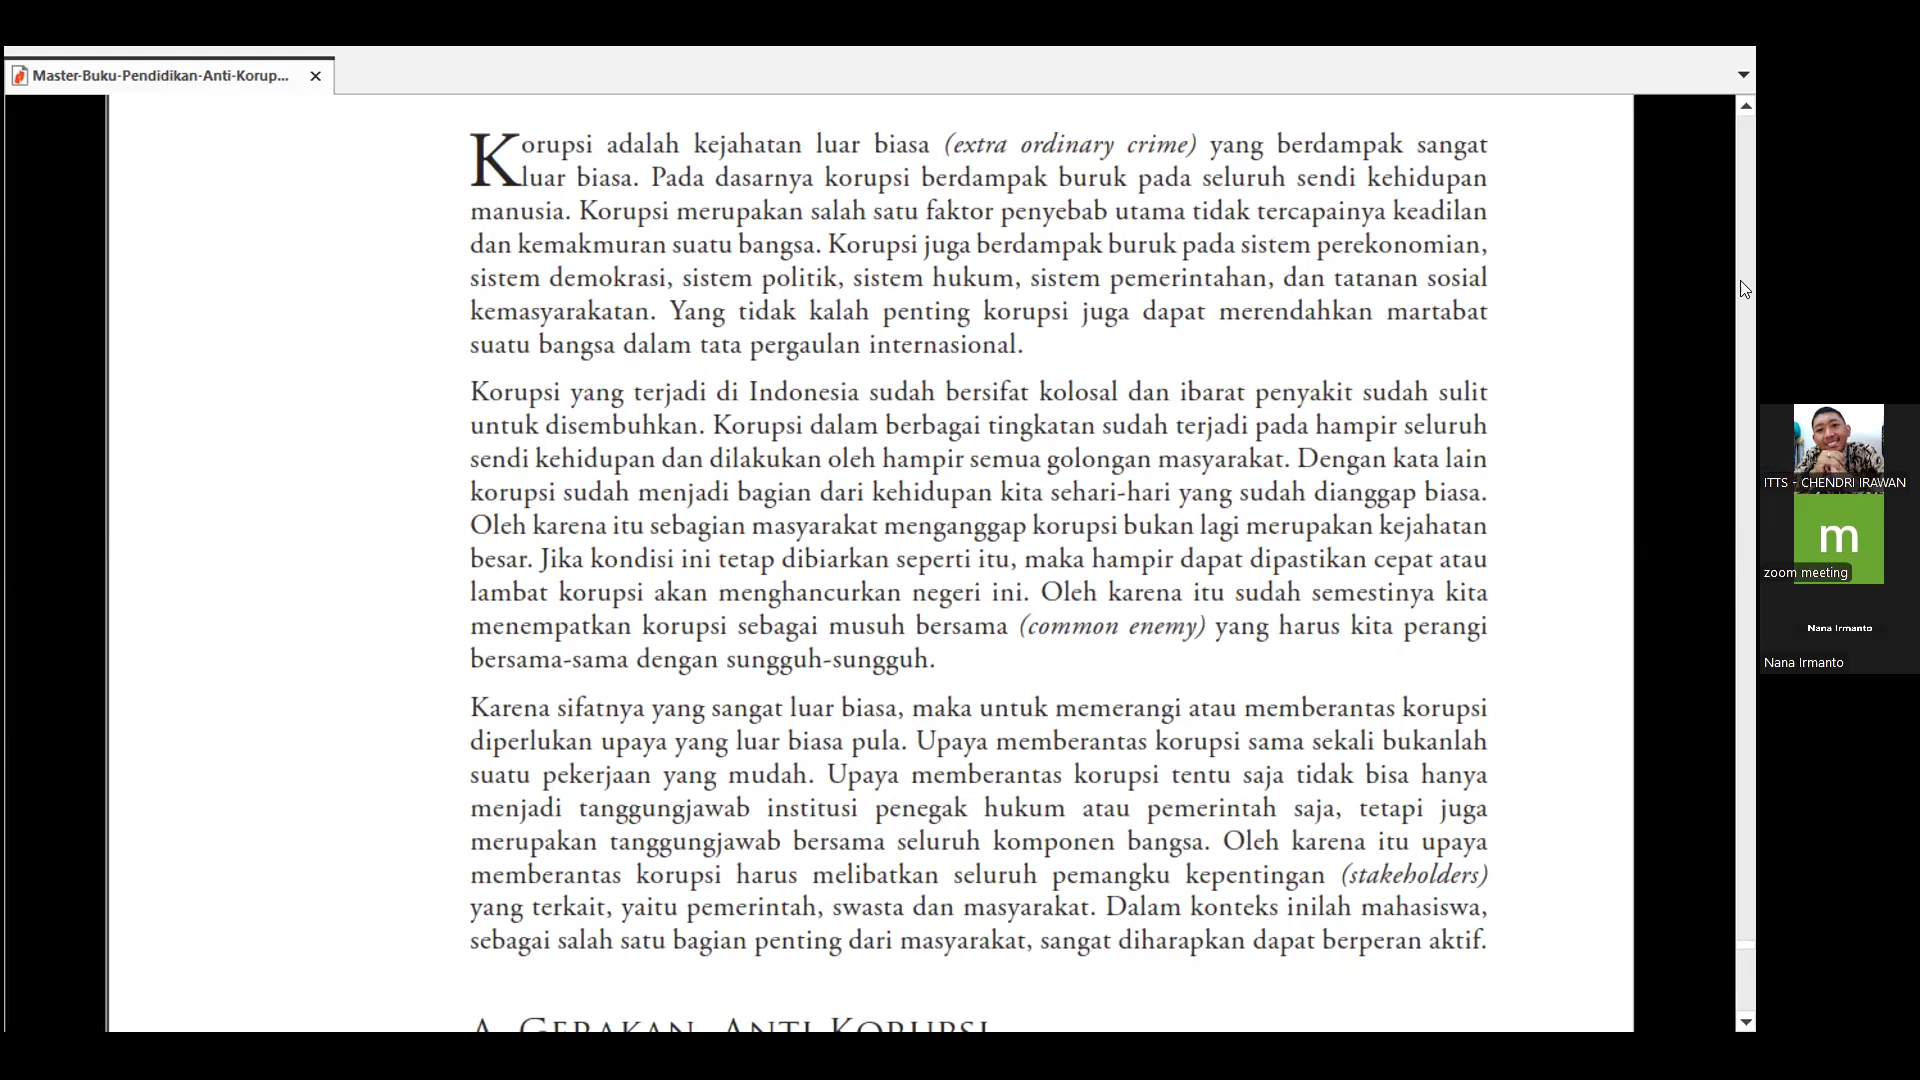 Master-Buku-Pendidikan-Anti-Korup...
Korupsi adalah kejahatan luar biasa (extra ordinary crime) yang berdampak sangat
luar biasa. Pada dasarnya korupsi berdampak buruk pada seluruh sendi kehidupan
manusia. Korupsi merupakan salah satu faktor penyebab utama tidak tercapainya keadilan
dan kemakmuran suatu bangsa. Korupsi juga berdampak buruk pada sistem perekonomian,
sistem demokrasi, sistem politik, sistem hukum, sistem pemerintahan, dan tatanan sosial
kemasyarakatan. Yang tidak kalah penting korupsi juga dapat merendahkan martabat
suatu bangsa dalam tata pergaulan internasional.
Korupsi yang terjadi di Indonesia sudah bersifat kolosal dan ibarat penyakit sudah sulit
untuk disembuhkan. Korupsi dalam berbagai tingkatan sudah terjadi pada hampir seluruh
sendi kehidupan dan dilakukan oleh hampir semua golongan masyarakat. Dengan kata lain
korupsi sudah menjadi bagian dari kehidupan kita sehari-hari yang sudah dianggap biasa.
Oleh karena itu sebagian masyarakat menganggap korupsi bukan lagi merupakan kejahatan
besar. Jika kondisi ini tetap dibiarkan seperti itu, maka hampir dapat dipastikan cepat atau
lambat korupsi akan menghancurkan negeri ini. Oleh karena itu sudah semestinya kita
menempatkan korupsi sebagai musuh bersama (common enemy) yang harus kita perangi
bersama-sama dengan sungguh-sungguh.
Karena sifatnya yang sangat luar biasa, maka untuk memerangi atau memberantas korupsi
diperlukan upaya yang luar biasa pula. Upaya memberantas korupsi sama sekali bukanlah
suatu pekerjaan yang mudah. Upaya memberantas korupsi tentu saja tidak bisa hanya
menjadi tanggungjawab institusi penegak hukum atau pemerintah saja, tetapi juga
merupakan tanggungjawab bersama seluruh komponen bangsa. Oleh karena itu upaya
memberantas korupsi harus melibatkan seluruh pemangku kepentingan (stakeholders)
yang terkait, yaitu pemerintah, swasta dan masyarakat. Dalam konteks inilah mahasiswa,
sebagai salah satu bagian penting dari masyarakat, sangat diharapkan dapat berperan aktif.
A. GERAKAN ANTI-KORUPSI
ITTS - CHENDRI IRAWAN
m
zoom meeting
Nana Irmanto
Nana Irmanto